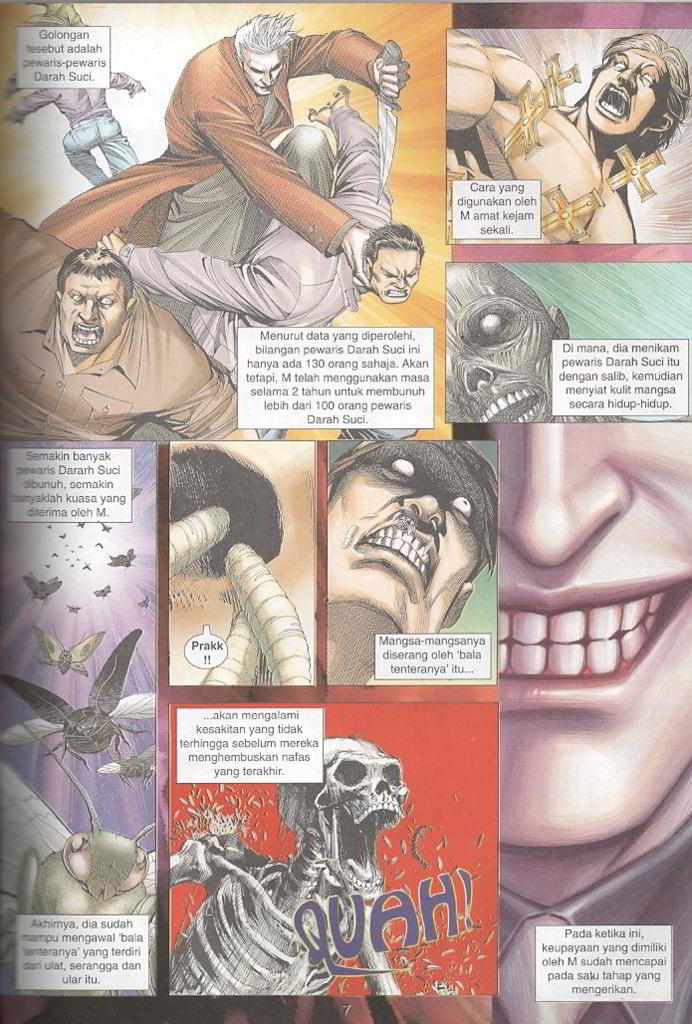 Golongan
tesebut adalah
pewaris-pewaris
Darah Suci.
Cara yang
digunakan oleh
M amat kejam
sekali.
Menurut data yang diperolehi,
bilangan pewaris Darah Suci ini
hanya ada 130 orang sahaja. Akan
tetapi, M telah menggunakan masa
selama 2 tahun untuk membunuh
lebih dari 100 orang pewaris
Darah Suci.
Di mana, dia menikam
pewaris Darah Suci itu
dengan salib, kemudian
menyiat kulit mangsa
secara hidup-hidup.
Semakin banyak
pewaris Dararh Suci
dibunuh, semakin
banyaklah kuasa yang
diterima oleh M.
Prakk
!!
Mangsa-mangsanya
diserang oleh 'bala
tenteranya' itu...
Akhirnya, dia sudah
mampu mengawal 'bala
tenteranya' yang terdiri
dari ulat, serangga dan
ular itu.
...akan mengalami
kesakitan yang tidak
terhingga sebelum mereka
menghembuskan nafas
yang terakhir.
QUAH!
Pada ketika ini,
keupayaan yang dimiliki
oleh M sudah mencapai
pada satu tahap yang
mengerikan.
7